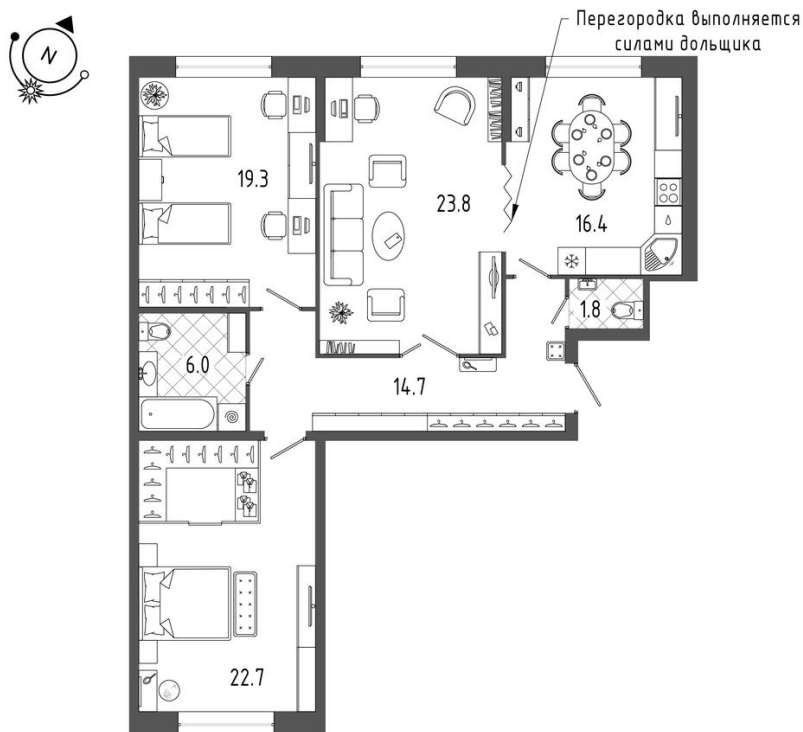 N
Перегородка выполняется
силами дольщика
19.3
23.8
16.4
1.8
6.0
14.7
22.7